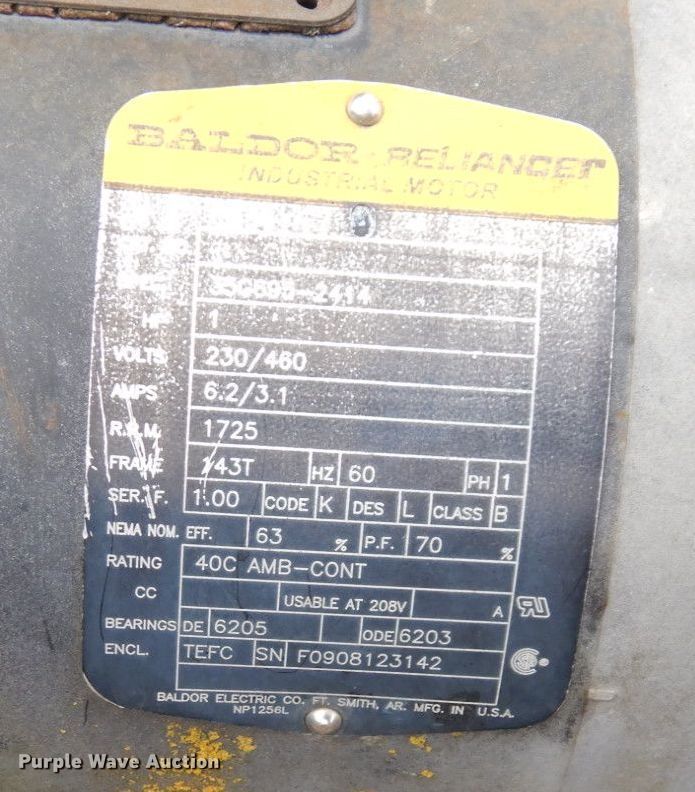 BALDOR · RELIANCER
INDUSTRIAL MOTOR
HP 1
VOLTS 230/460
AMPS 6.2/3.1
R.P.M. 1725
FRAME 143T HZ 60 PH 1
SER. F. 1.00 CODE K DES L CLASS B
NEMA NOM. EFF. 63 % P.F. 70 %
RATING 40C AMB-CONT
CC USABLE AT 208V A
BEARINGS DE 6205 ODE 6203
ENCL. TEFC SN F0908123142
BALDOR ELECTRIC CO. FT. SMITH, AR. MFG. IN U.S.A.
NP1256L
Purple Wave Auction